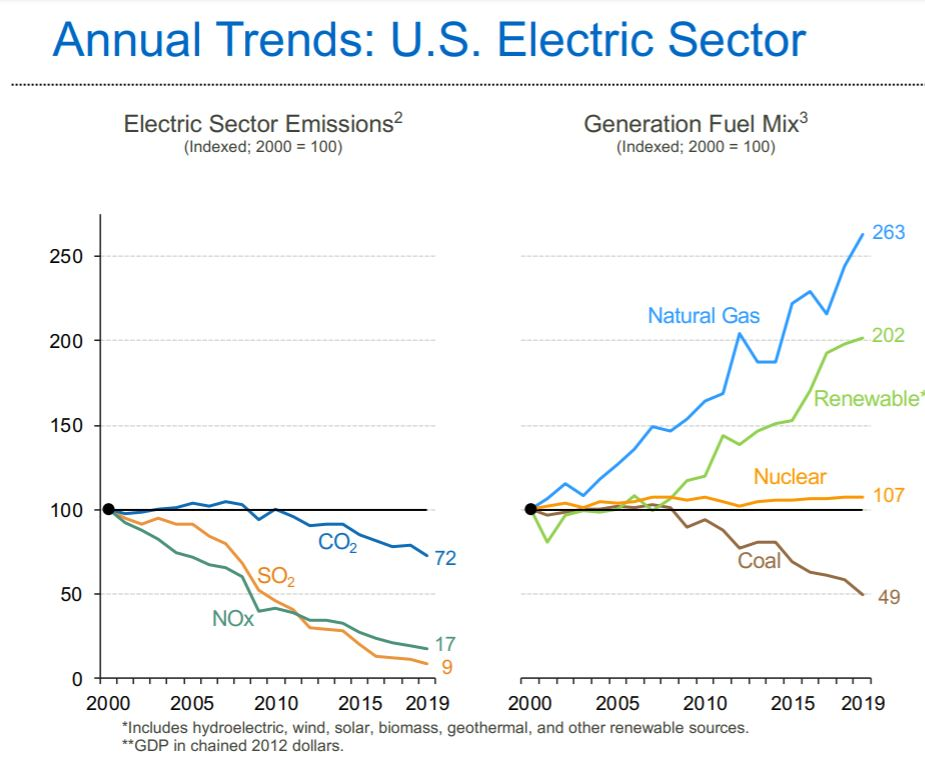 Annual Trends: U.S. Electric Sector
Electric Sector Emissions²
(Indexed; 2000 = 100)
250
200
150
100
50
0
CO₂
SO₂
NOx
72
17
9
2000 2005 2010 2015 2019
Generation Fuel Mix³
(Indexed; 2000 = 100)
Natural Gas
263
202
Renewable*
Nuclear
107
Coal
49
2000 2005 2010 2015 2019
*Includes hydroelectric, wind, solar, biomass, geothermal, and other renewable sources.
**GDP in chained 2012 dollars.